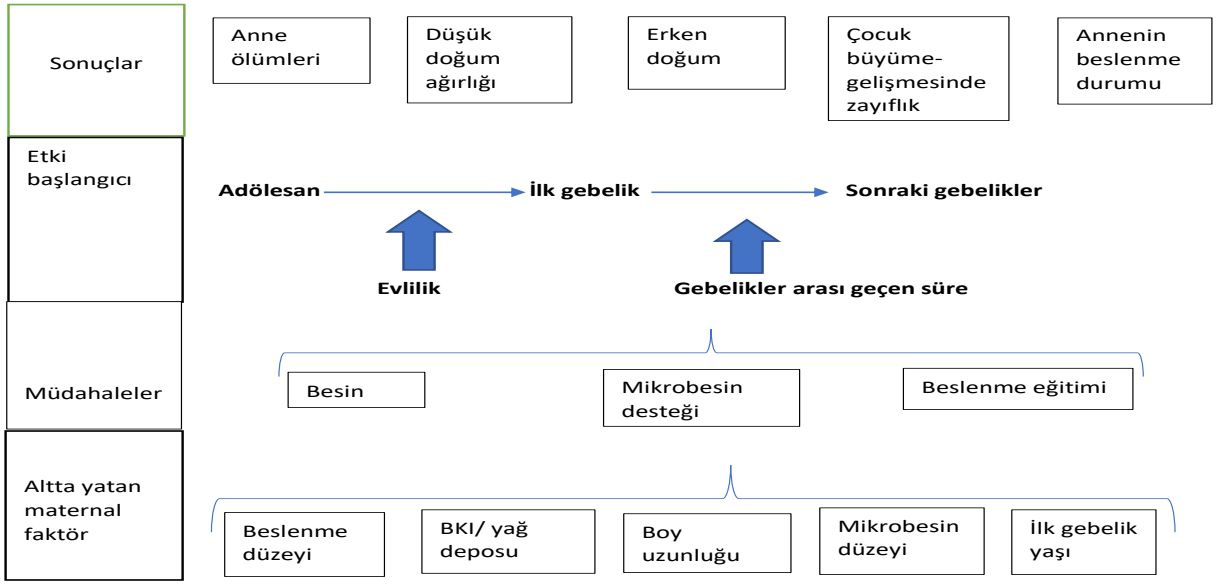 Sonuçlar
Anne
ölümleri
Düşük
doğum
ağırlığı
Erken
doğum
Çocuk
büyüme-
gelişmesinde
zayıflık
Annenin
beslenme
durumu
Etki
başlangıcı
Adölesan
İlk gebelik
Sonraki gebelikler
Evlilik
Gebelikler arası geçen süre
Müdahaleler
Besin
Mikrobesin
desteği
Beslenme eğitimi
Altta yatan
maternal
faktör
Beslenme
düzeyi
BKI/ yağ
deposu
Boy
uzunluğu
Mikrobesin
düzeyi
İlk gebelik
yaşı